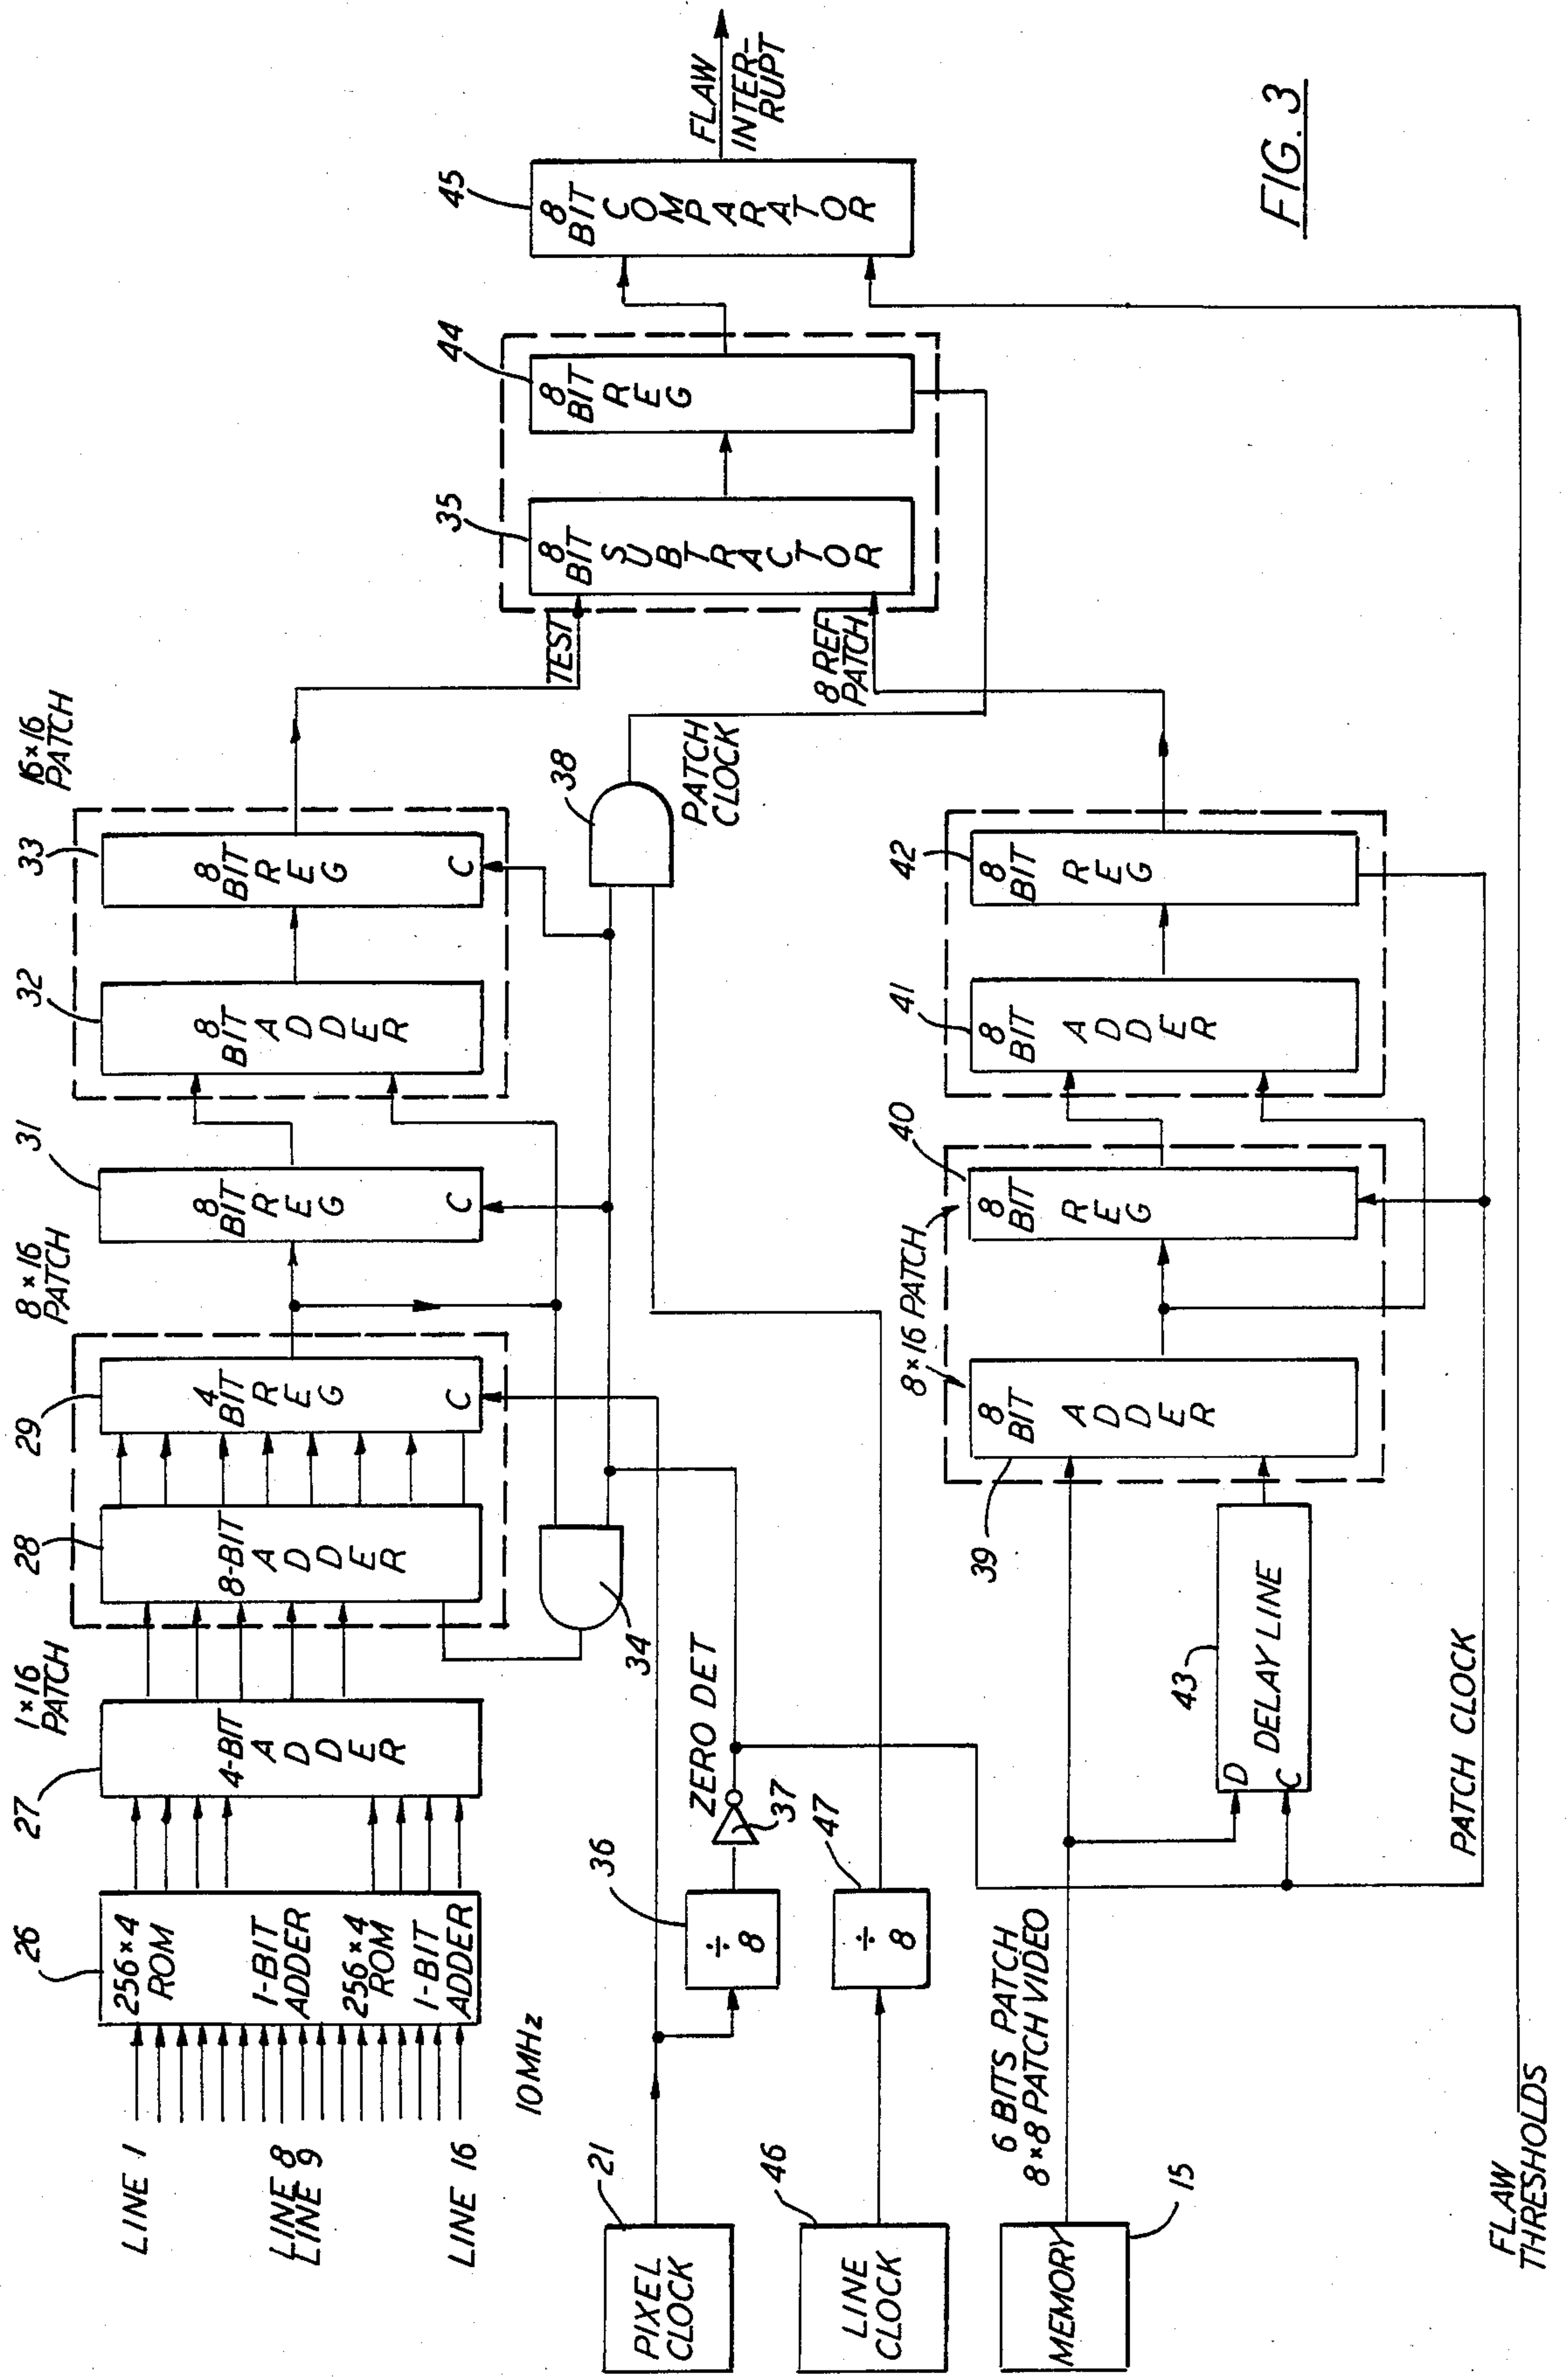 LINE 1
LINE 8
LINE 9
LINE 16
26
256×4
ROM
1-BIT
ADDER
256×4
ROM
1-BIT
ADDER
27
4-BIT
ADDER
1×16
PATCH
28
8-BIT
ADDER
29
4
BIT
REG
C
8×16
PATCH
31
8
BIT
REG
C
32
8
BIT
ADDER
33
8
BIT
REG
C
16×16
PATCH
34
10MHz
PIXEL
CLOCK
21
36
÷
8
37
ZERO DET
38
PATCH
CLOCK
LINE
CLOCK
46
47
÷
8
TEST
8 REF
PATCH
35
8
BIT
SUBTRACTOR
44
8
BIT
REG
45
8
BIT
COMPARATOR
FLAW
INTER-
RUPT
MEMORY
15
6 BITS PATCH
8×8 PATCH VIDEO
43
D
C
DELAY LINE
39
8
BIT
ADDER
8×16 PATCH
40
8
BIT
REG
41
8
BIT
ADDER
42
8
BIT
REG
PATCH CLOCK
FLAW
THRESHOLDS
FIG. 3